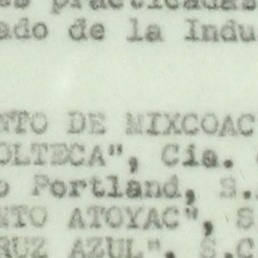 practicadas
ado de la Indu
NTO DE MIXCOAC
OLTECA", Cia.
o Portland, S.
NTO ATOYAC", S
RUZ AZUL". S.C